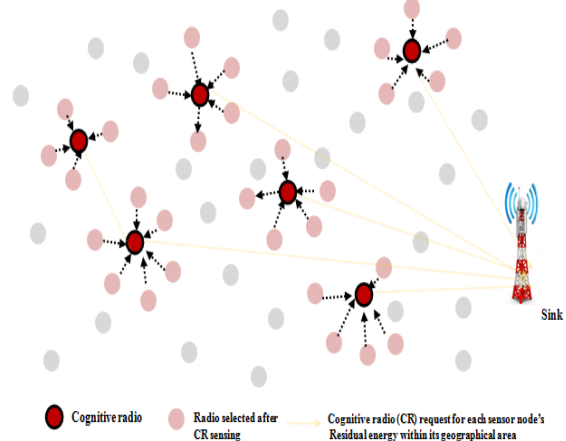 Sink
Cognitive radio
Radio selected after
CR sensing
Cognitive radio (CR) request for each sensor node's
Residual energy within its geographical area